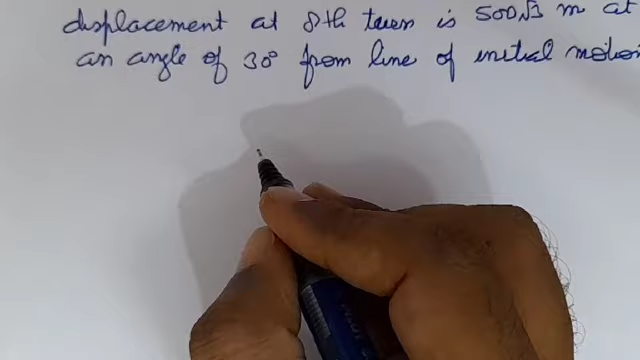 displacement at 8th turn is 500√3 m at
an angle of 30° from line of initial motion